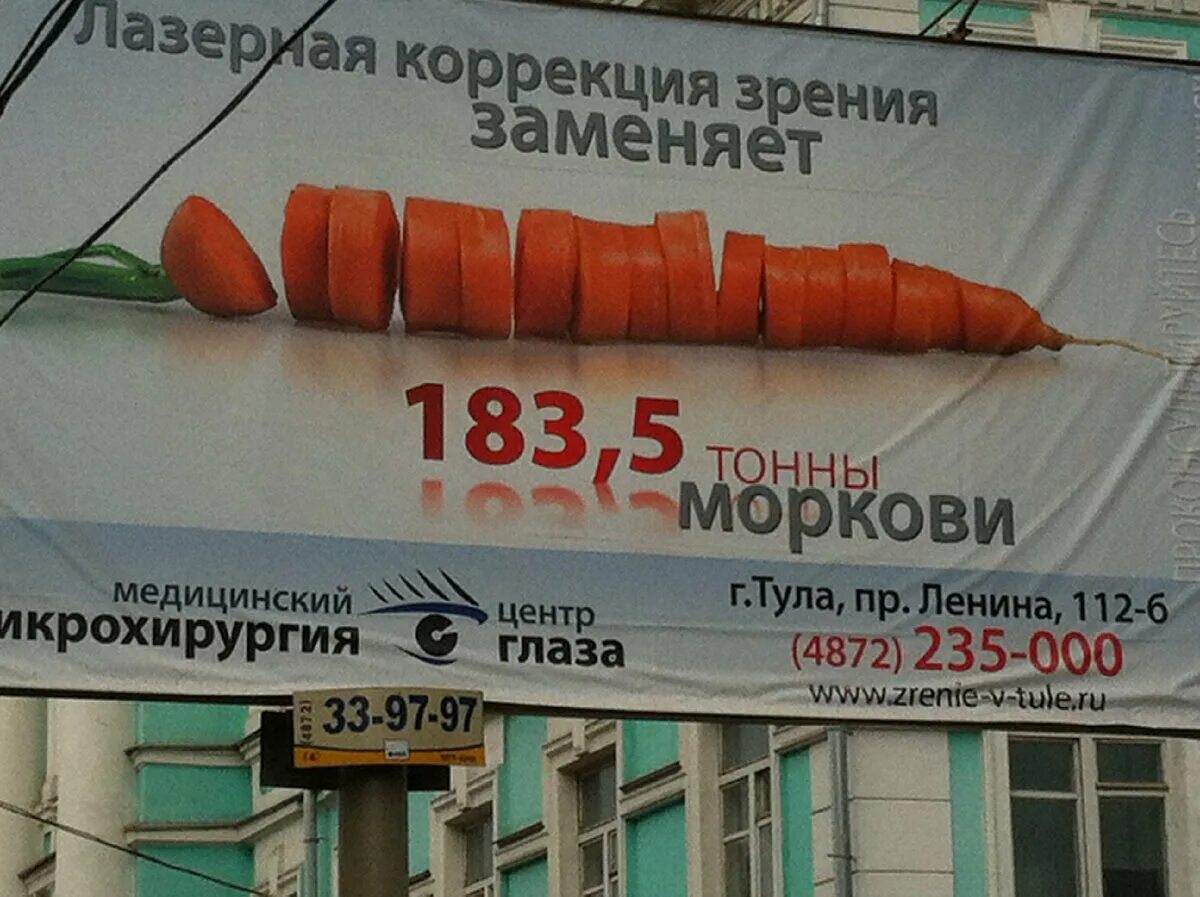 Лазерная коррекция зрения
заменяет
183,5 тонны
моркови
медицинский центр
икрохирургия глаза
г.Тула, пр. Ленина, 112-б
(4872) 235-000
www.zrenie-v-tule.ru
(4872) 33-97-97